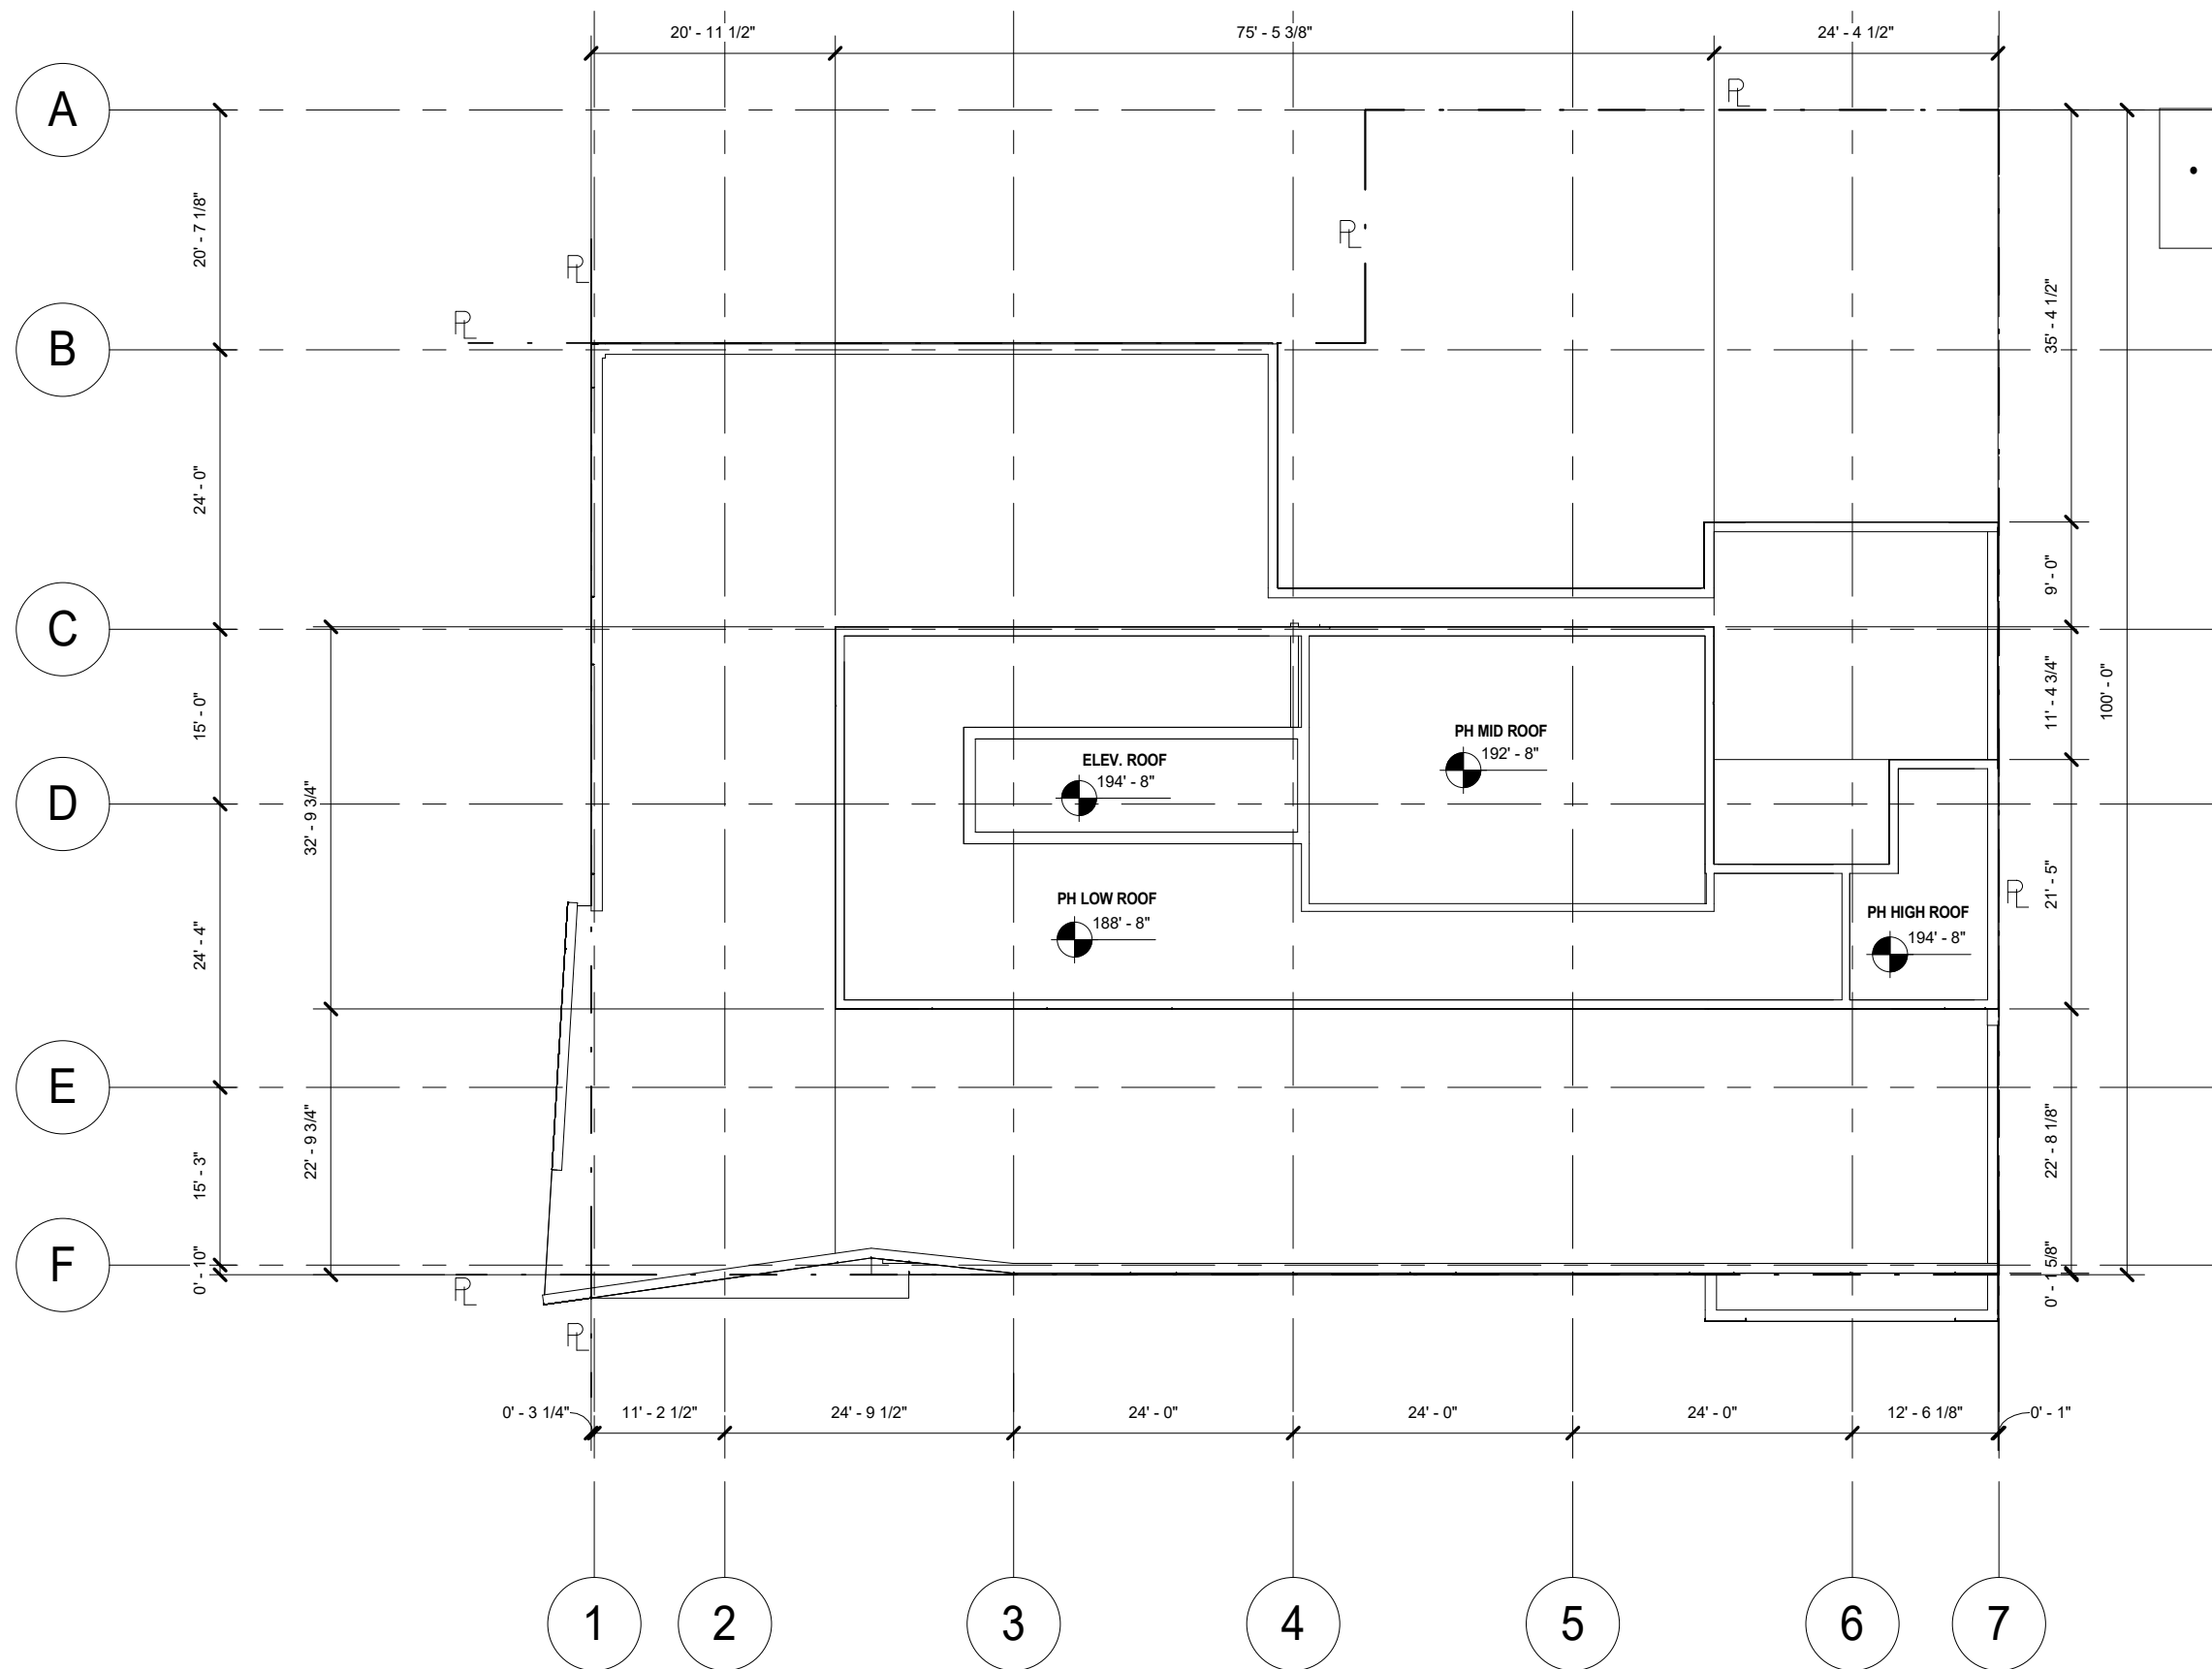 20' - 11 1/2"
75' - 5 3/8"
24' - 4 1/2"
PL
A
20' - 7 1/8"
PL
PL
35' - 4 1/2"
PL
B
24' - 0"
9' - 0"
C
15' - 0"
11' - 4 3/4"
100' - 0"
PH MID ROOF
192' - 8"
ELEV. ROOF
194' - 8"
D
32' - 9 3/4"
21' - 5"
PL
PH LOW ROOF
188' - 8"
PH HIGH ROOF
194' - 8"
24' - 4"
E
22' - 9 3/4"
22' - 8 1/8"
15' - 3"
F
0' - 10"
0' - 1 5/8"
PL
PL
0' - 3 1/4"
11' - 2 1/2"
24' - 9 1/2"
24' - 0"
24' - 0"
24' - 0"
12' - 6 1/8"
0' - 1"
1
2
3
4
5
6
7